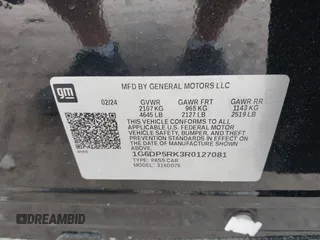 gm
MFD BY GENERAL MOTORS LLC
02/24 GVWR GAWR FRT GAWR RR
2107 KG 965 KG 1143 KG
4645 LB 2127 LB 2519 LB
THIS VEHICLE CONFORMS TO ALL APPLICABLE
U.S. FEDERAL MOTOR
VEHICLE SAFETY, BUMPER, AND THEFT
PREVENTION STANDARDS IN EFFECT ON
THE DATE OF MANUFACTURE SHOWN ABOVE.
1G6DP5RK3R0127081
TYPE: PASS CAR
MODEL:
DREAMBID